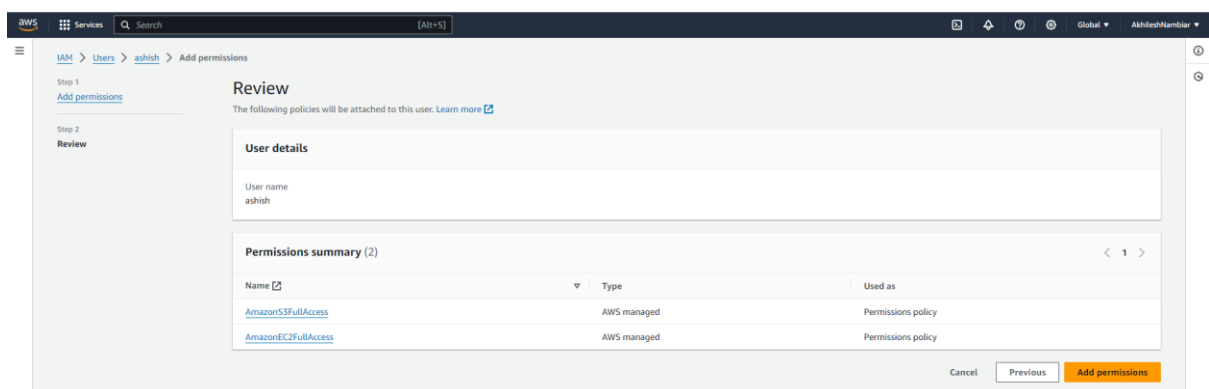 aws
Services
Search
[Alt+S]
Global
AkhileshNambiar
IAM > Users > ashish > Add permissions
Step 1
Add permissions
Step 2
Review
Review
The following policies will be attached to this user. Learn more
User details
User name
ashish
Permissions summary (2)
< 1 >
Name Type Used as
AmazonS3FullAccess AWS managed Permissions policy
AmazonEC2FullAccess AWS managed Permissions policy
Cancel Previous Add permissions